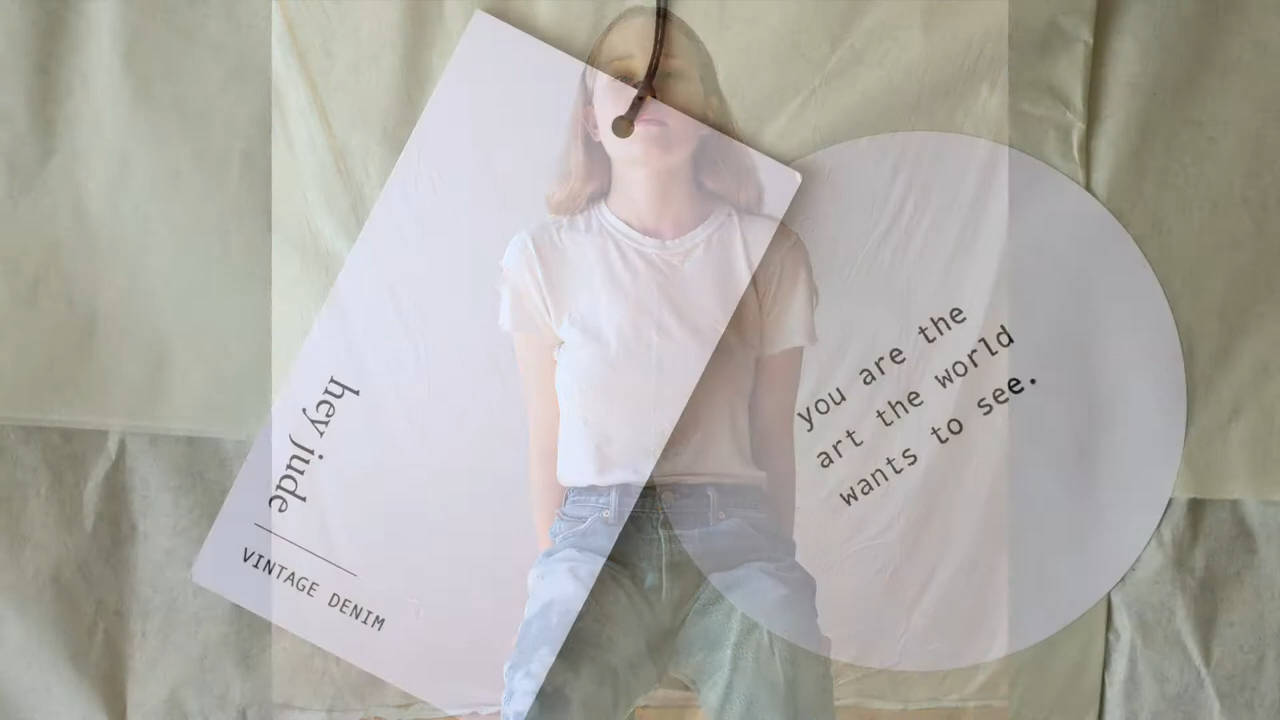 hey jude
VINTAGE DENIM
you are the
art the world
wants to see.